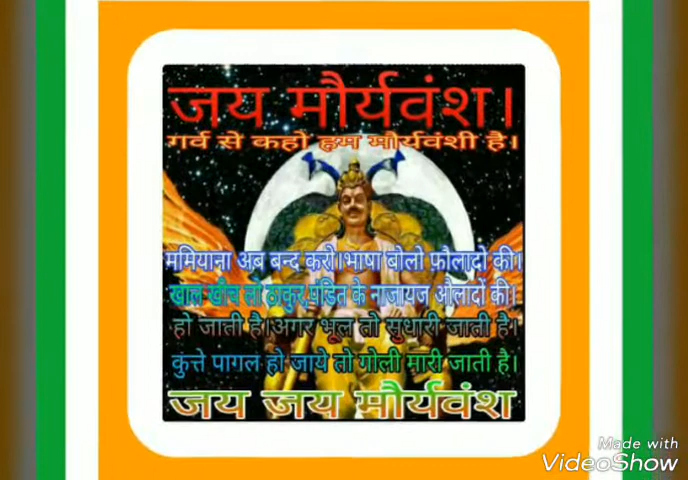 जय मौर्यवंश।
गर्व से कहो हम मौर्यवंशी है।
ममियाना अब बन्द करो।भाषा बोलो फ़ौलादों की।
खाल खींच लो ठाकुर,पंडित के नाजायज औलादों की।
हो जाती है।अगर भूल तो सुधारी जाती है।
कुंत्ते पागल हो जाये तो गोली मारी जाती है।
जय जय मौर्यवंश
Made with
VideoShow